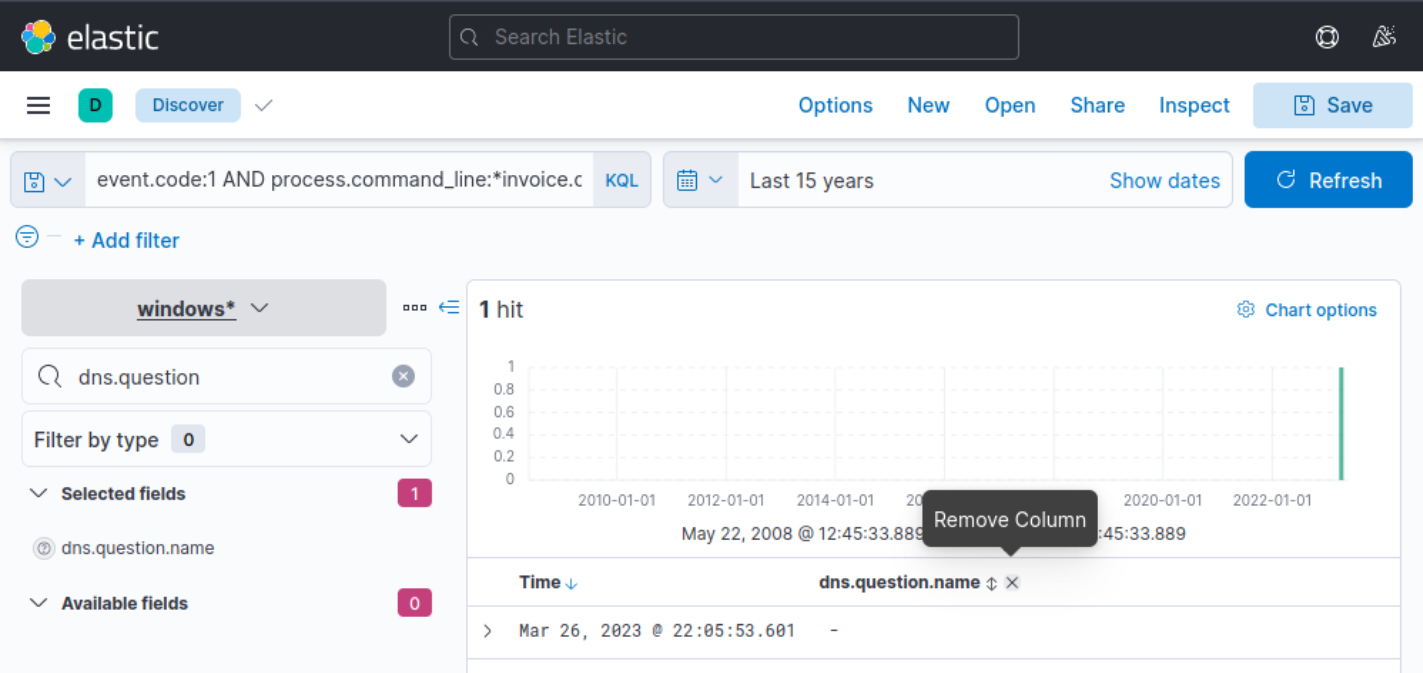 elastic
Search Elastic
D
Discover
Options
New
Open
Share
Inspect
Save
event.code:1 AND process.command_line:*invoice.c
KQL
Last 15 years
Show dates
Refresh
+ Add filter
windows*
1 hit
Chart options
dns.question
Filter by type 0
Selected fields 1
dns.question.name
Available fields 0
1
0.8
0.6
0.4
0.2
0
2010-01-01 2012-01-01 2014-01-01 20 2020-01-01 2022-01-01
Remove Column
May 22, 2008 @ 12:45:33.889 :45:33.889
Time dns.question.name
Mar 26, 2023 @ 22:05:53.601 -